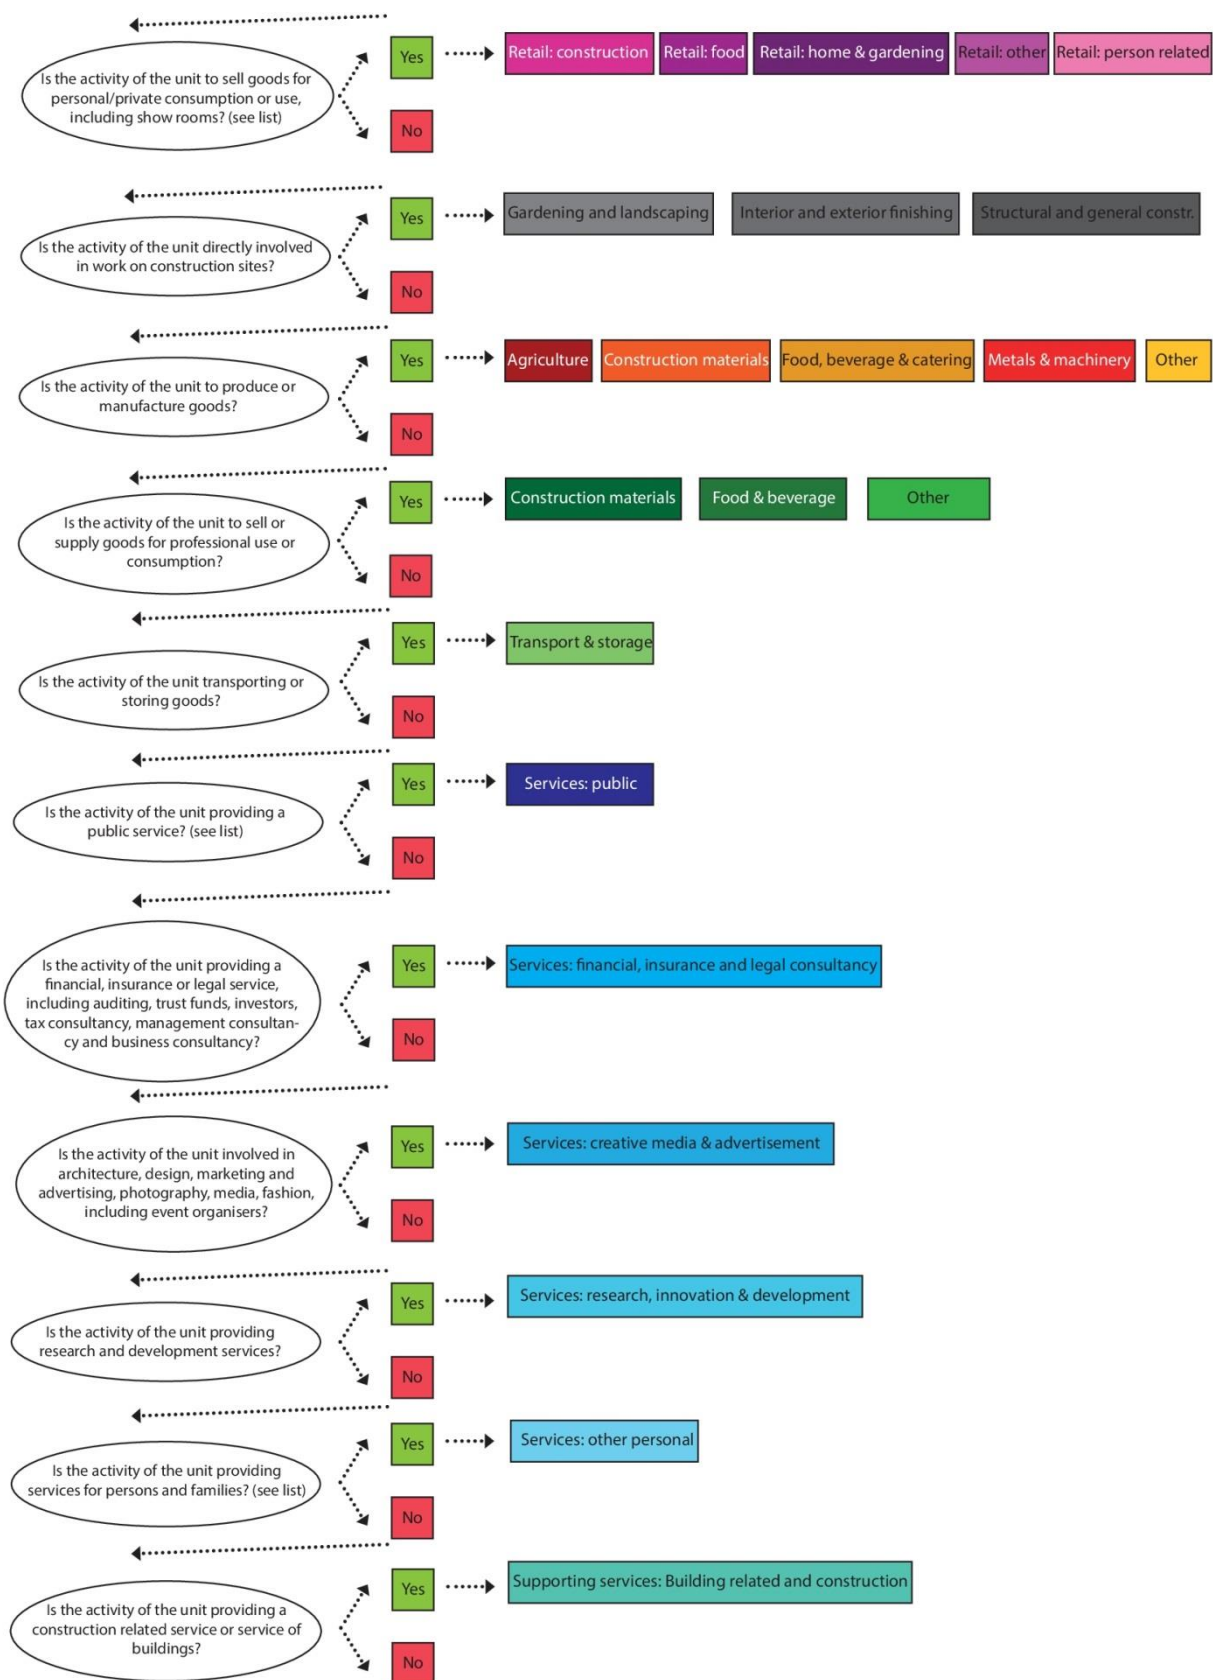 Is the activity of the unit to sell goods for
personal/private consumption or use,
including show rooms? (see list)
Yes
Retail: construction
Retail: food
Retail: home & gardening
Retail: other
Retail: person related
No
Is the activity of the unit directly involved
in work on construction sites?
Yes
Gardening and landscaping
Interior and exterior finishing
Structural and general constr.
No
Is the activity of the unit to produce or
manufacture goods?
Yes
Agriculture
Construction materials
Food, beverage & catering
Metals & machinery
Other
No
Is the activity of the unit to sell or
supply goods for professional use or
consumption?
Yes
Construction materials
Food & beverage
Other
No
Is the activity of the unit transporting or
storing goods?
Yes
Transport & storage
No
Is the activity of the unit providing a
public service? (see list)
Yes
Services: public
No
Is the activity of the unit providing a
financial, insurance or legal service,
including auditing, trust funds, investors,
tax consultancy, management consultan-
cy and business consultancy?
Yes
Services: financial, insurance and legal consultancy
No
Is the activity of the unit involved in
architecture, design, marketing and
advertising, photography, media, fashion,
including event organisers?
Yes
Services: creative media & advertisement
No
Is the activity of the unit providing
research and development services?
Yes
Services: research, innovation & development
No
Is the activity of the unit providing
services for persons and families? (see list)
Yes
Services: other personal
No
Is the activity of the unit providing a
construction related service or service of
buildings?
Yes
Supporting services: Building related and construction
No